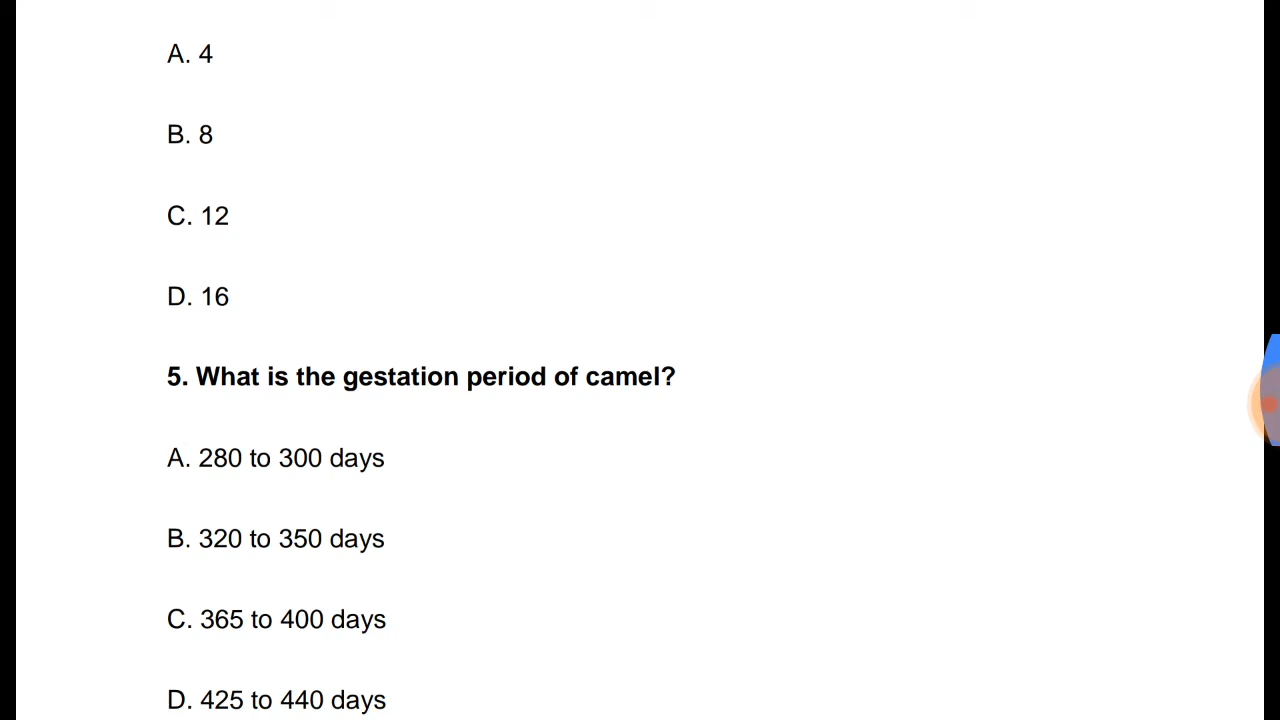 A. 4
B. 8
C. 12
D. 16
5. What is the gestation period of camel?
A. 280 to 300 days
B. 320 to 350 days
C. 365 to 400 days
D. 425 to 440 days